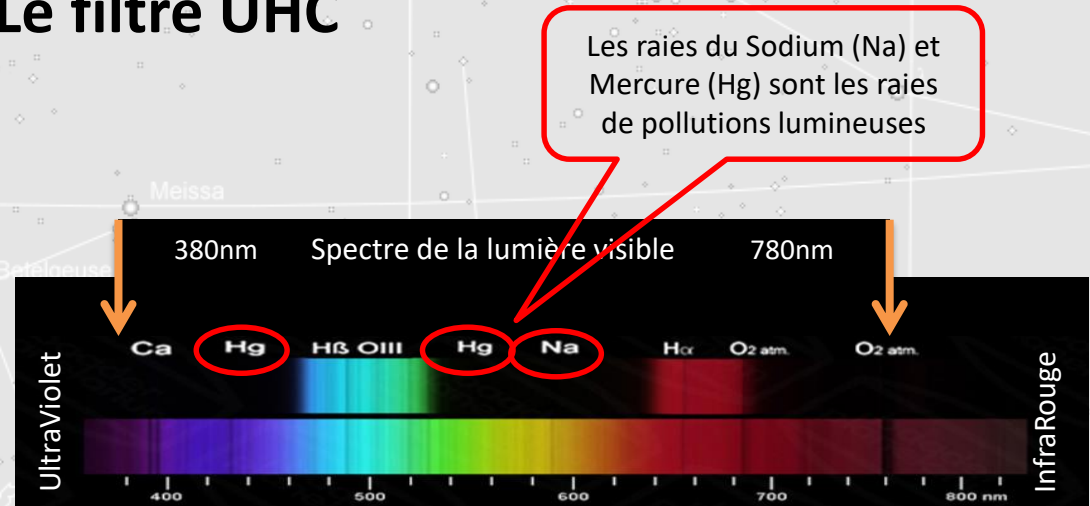 Le filtre UHC
Les raies du Sodium (Na) et
Mercure (Hg) sont les raies
de pollutions lumineuses
Meissa
Betelgeuse
380nm Spectre de la lumière visible 780nm
Ca Hg Hß OIII Hg Na Hα O2 atm. O2 atm.
UltraViolet
InfraRouge
400 500 600 700 800 nm